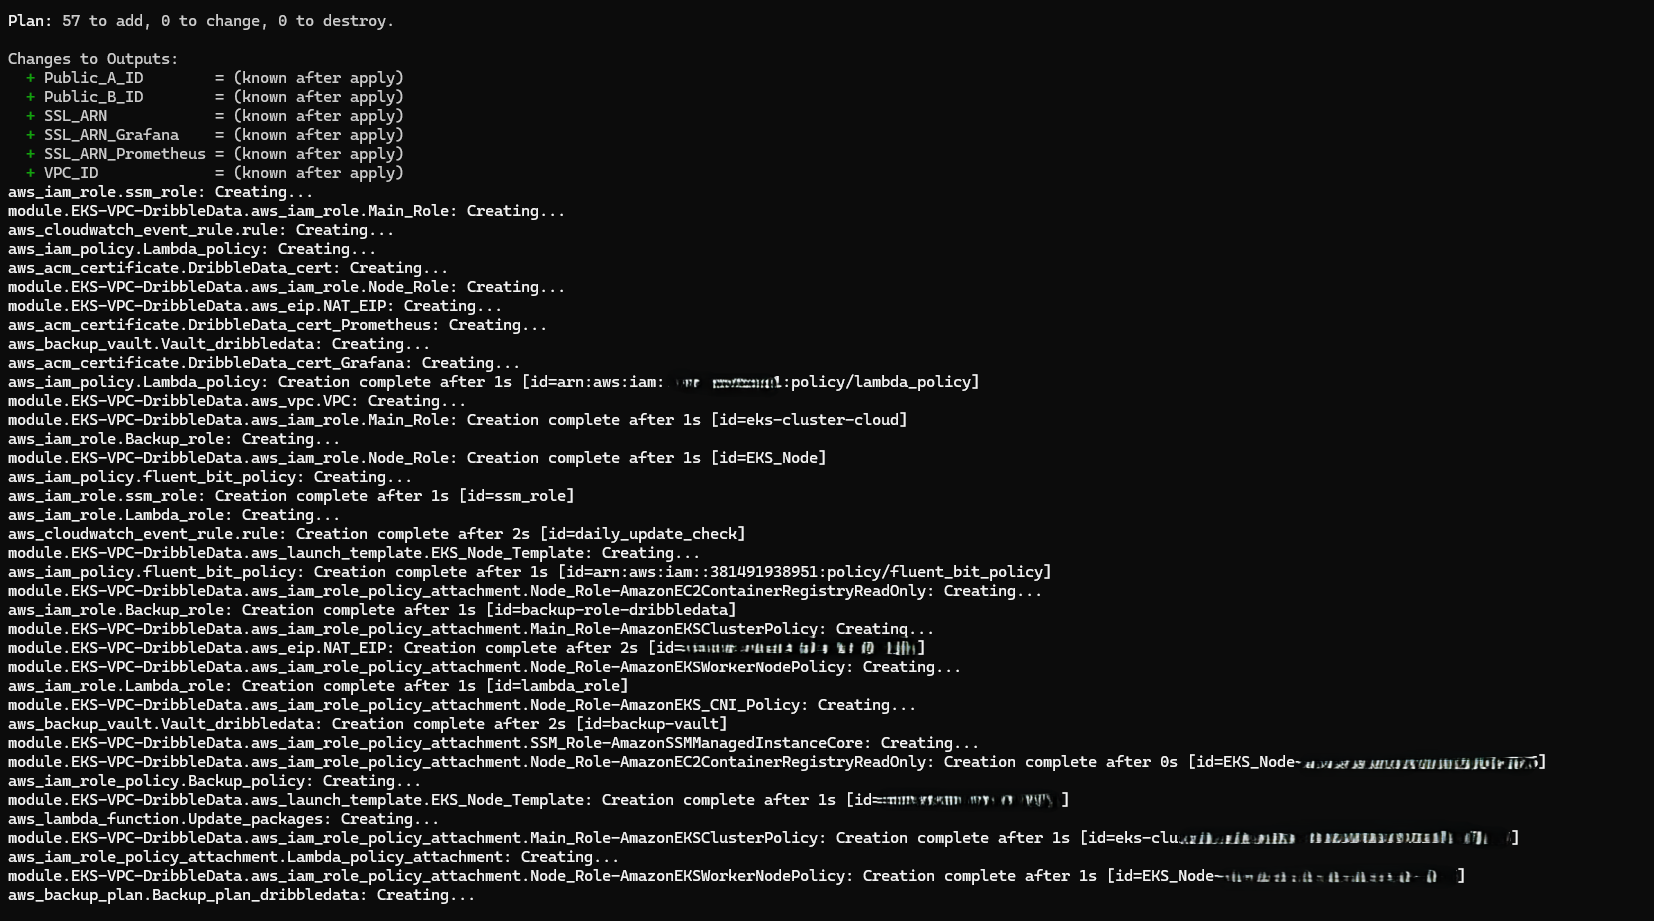 Plan: 57 to add, 0 to change, 0 to destroy.
Changes to Outputs:
+ Public_A_ID = (known after apply)
+ Public_B_ID = (known after apply)
+ SSL_ARN = (known after apply)
+ SSL_ARN_Grafana = (known after apply)
+ SSL_ARN_Prometheus = (known after apply)
+ VPC_ID = (known after apply)
aws_iam_role.ssm_role: Creating...
module.EKS-VPC-DribbleData.aws_iam_role.Main_Role: Creating...
aws_cloudwatch_event_rule.rule: Creating...
aws_iam_policy.Lambda_policy: Creating...
aws_acm_certificate.DribbleData_cert: Creating...
module.EKS-VPC-DribbleData.aws_iam_role.Node_Role: Creating...
module.EKS-VPC-DribbleData.aws_eip.NAT_EIP: Creating...
aws_acm_certificate.DribbleData_cert_Prometheus: Creating...
aws_backup_vault.Vault_dribbledata: Creating...
aws_acm_certificate.DribbleData_cert_Grafana: Creating...
aws_iam_policy.Lambda_policy: Creation complete after 1s [id=arn:aws:iam: :policy/lambda_policy]
module.EKS-VPC-DribbleData.aws_vpc.VPC: Creating...
module.EKS-VPC-DribbleData.aws_iam_role.Main_Role: Creation complete after 1s [id=eks-cluster-cloud]
aws_iam_role.Backup_role: Creating...
module.EKS-VPC-DribbleData.aws_iam_role.Node_Role: Creation complete after 1s [id=EKS_Node]
aws_iam_policy.fluent_bit_policy: Creating...
aws_iam_role.ssm_role: Creation complete after 1s [id=ssm_role]
aws_iam_role.Lambda_role: Creating...
aws_cloudwatch_event_rule.rule: Creation complete after 2s [id=daily_update_check]
module.EKS-VPC-DribbleData.aws_launch_template.EKS_Node_Template: Creating...
aws_iam_policy.fluent_bit_policy: Creation complete after 1s [id=arn:aws:iam::381491938951:policy/fluent_bit_policy]
module.EKS-VPC-DribbleData.aws_iam_role_policy_attachment.Node_Role-AmazonEC2ContainerRegistryReadOnly: Creating...
aws_iam_role.Backup_role: Creation complete after 1s [id=backup-role-dribbledata]
module.EKS-VPC-DribbleData.aws_iam_role_policy_attachment.Main_Role-AmazonEKSClusterPolicy: Creating...
module.EKS-VPC-DribbleData.aws_eip.NAT_EIP: Creation complete after 2s [id= ]
module.EKS-VPC-DribbleData.aws_iam_role_policy_attachment.Node_Role-AmazonEKSWorkerNodePolicy: Creating...
aws_iam_role.Lambda_role: Creation complete after 1s [id=lambda_role]
module.EKS-VPC-DribbleData.aws_iam_role_policy_attachment.Node_Role-AmazonEKS_CNI_Policy: Creating...
aws_backup_vault.Vault_dribbledata: Creation complete after 2s [id=backup-vault]
module.EKS-VPC-DribbleData.aws_iam_role_policy_attachment.SSM_Role-AmazonSSMManagedInstanceCore: Creating...
module.EKS-VPC-DribbleData.aws_iam_role_policy_attachment.Node_Role-AmazonEC2ContainerRegistryReadOnly: Creation complete after 0s [id=EKS_Node- ]
aws_iam_role_policy.Backup_policy: Creating...
module.EKS-VPC-DribbleData.aws_launch_template.EKS_Node_Template: Creation complete after 1s [id= ]
aws_lambda_function.Update_packages: Creating...
module.EKS-VPC-DribbleData.aws_iam_role_policy_attachment.Main_Role-AmazonEKSClusterPolicy: Creation complete after 1s [id=eks-clu ]
aws_iam_role_policy_attachment.Lambda_policy_attachment: Creating...
module.EKS-VPC-DribbleData.aws_iam_role_policy_attachment.Node_Role-AmazonEKSWorkerNodePolicy: Creation complete after 1s [id=EKS_Node- ]
aws_backup_plan.Backup_plan_dribbledata: Creating...